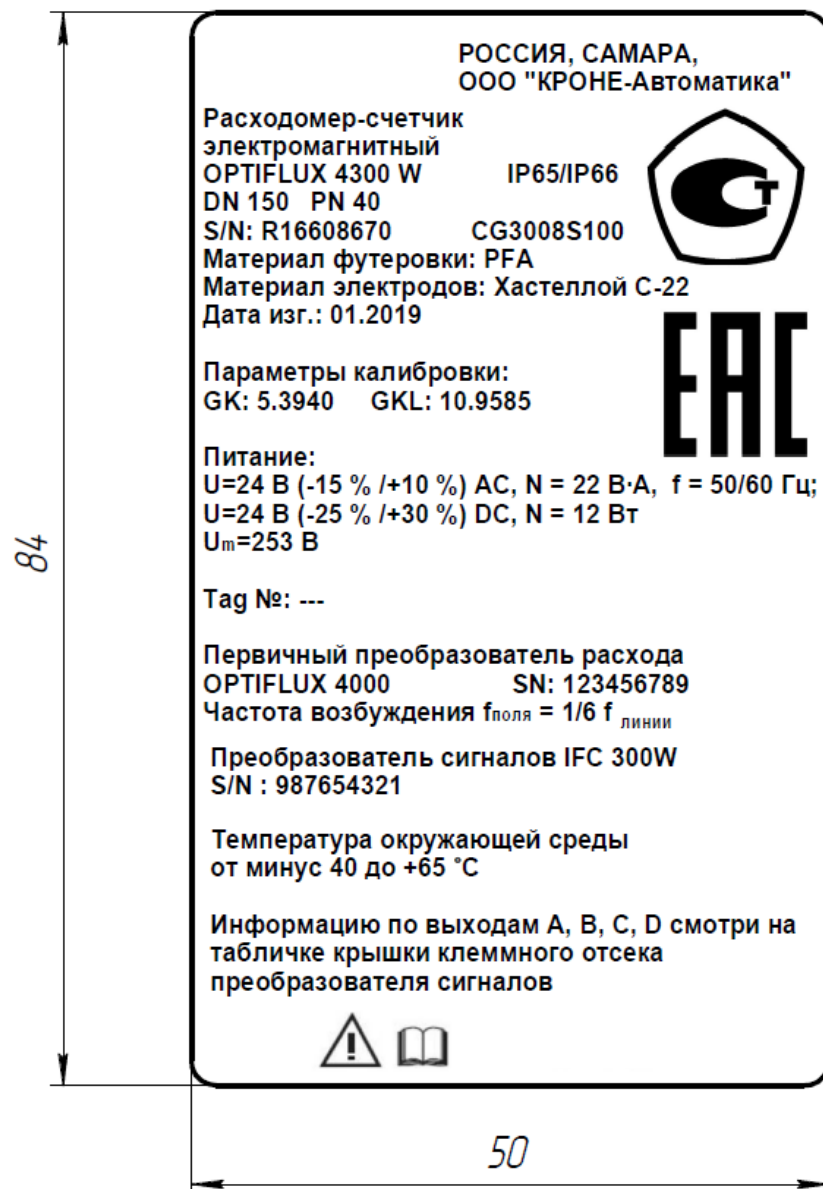 РОССИЯ, САМАРА,
ООО "КРОНЕ-Автоматика"
Расходомер-счетчик
электромагнитный
OPTIFLUX 4300 W IP65/IP66
DN 150 PN 40
S/N: R16608670 CG3008S100
Материал футеровки: PFA
Материал электродов: Хастеллой С-22
Дата изг.: 01.2019
Параметры калибровки:
GK: 5.3940 GKL: 10.9585
Питание:
U=24 В (-15 % /+10 %) AC, N = 22 В·А, f = 50/60 Гц;
U=24 В (-25 % /+30 %) DC, N = 12 Вт
Um=253 В
Tag №: ---
Первичный преобразователь расхода
OPTIFLUX 4000 SN: 123456789
Частота возбуждения fполя = 1/6 f линии
Преобразователь сигналов IFC 300W
S/N : 987654321
Температура окружающей среды
от минус 40 до +65 °C
Информацию по выходам A, B, C, D смотри на
табличке крышки клеммного отсека
преобразователя сигналов
СТ
EAC
84
50